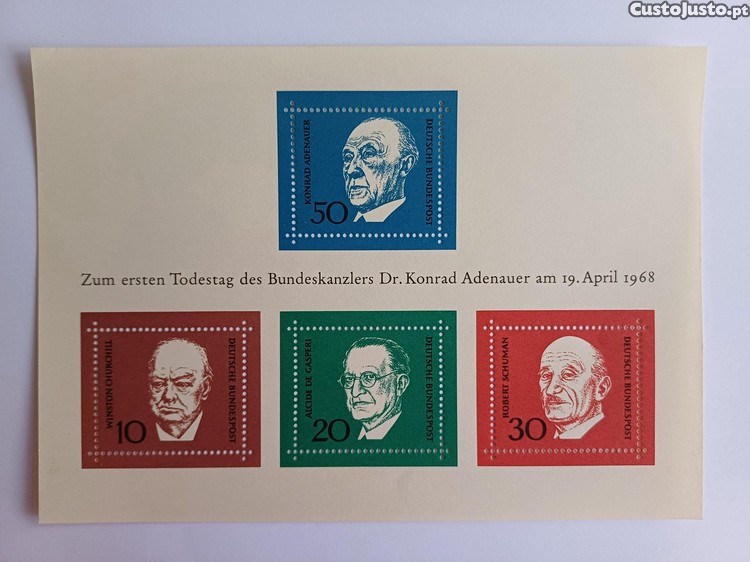 CustoJusto.pt
KONRAD ADENAUER
50
DEUTSCHE BUNDESPOST
Zum ersten Todestag des Bundeskanzlers Dr. Konrad Adenauer am 19. April 1968
WINSTON CHURCHILL
10
DEUTSCHE BUNDESPOST
ALCIDE DE GASPERI
20
DEUTSCHE BUNDESPOST
ROBERT SCHUMAN
30
DEUTSCHE BUNDESPOST